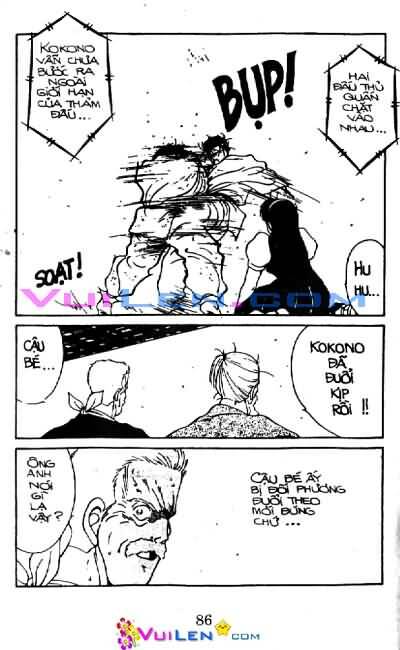 KOKONO
VẪN CHƯA
BƯỚC RA
NGOÀI
GIỚI HẠN
CỦA THẢM
ĐẤU...
BỤP!
HAI
ĐẤU THỦ
QUẤN
CHẶT
VÀO
NHAU...
SOẠT!
HU
HU...
VUILEN.COM
CẬU
BÉ...
KOKONO
ĐÃ
ĐUỔI
KỊP
RỒI !!
ÔNG
ANH
NÓI
GÌ
LẠ
VẬY?
CẬU BÉ ẤY
BỊ ĐỐI PHƯƠNG
ĐUỔI THEO
MỚI ĐÚNG
CHỨ...
86
VUILEN.COM